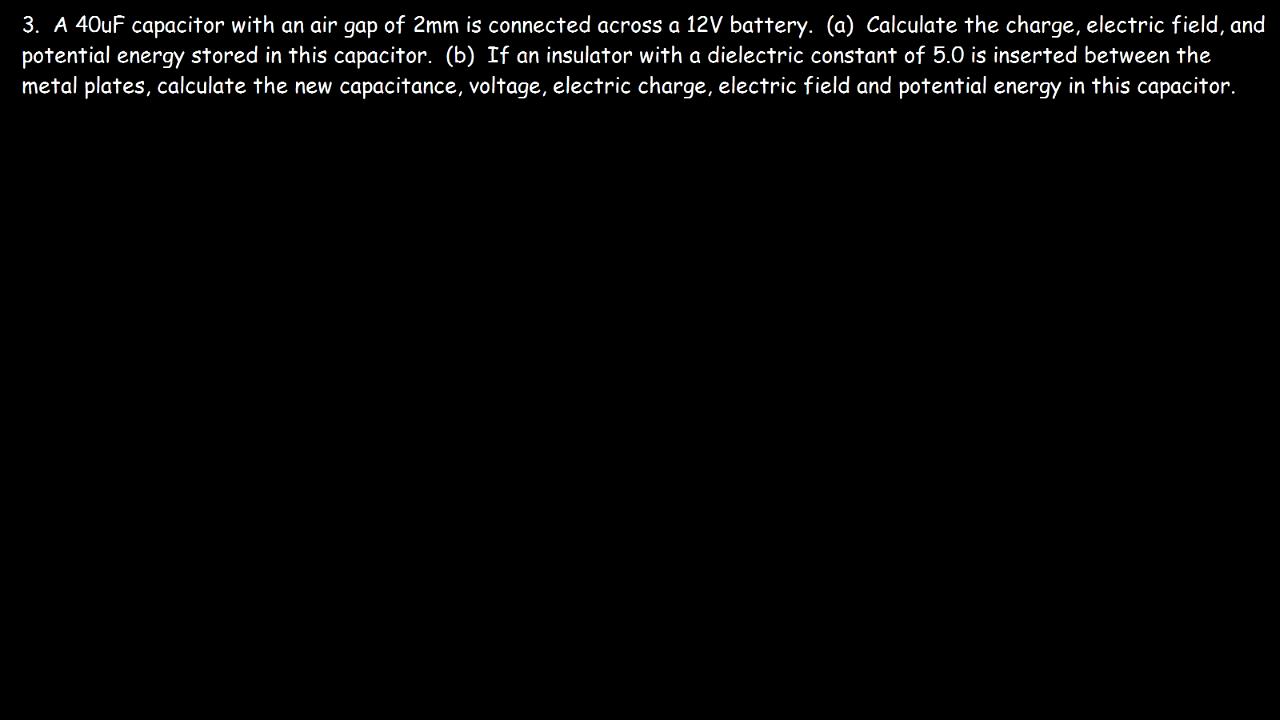 3.  A 40uF capacitor with an air gap of 2mm is connected across a 12V battery.  (a)  Calculate the charge, electric field, and
potential energy stored in this capacitor.  (b)  If an insulator with a dielectric constant of 5.0 is inserted between the
metal plates, calculate the new capacitance, voltage, electric charge, electric field and potential energy in this capacitor.